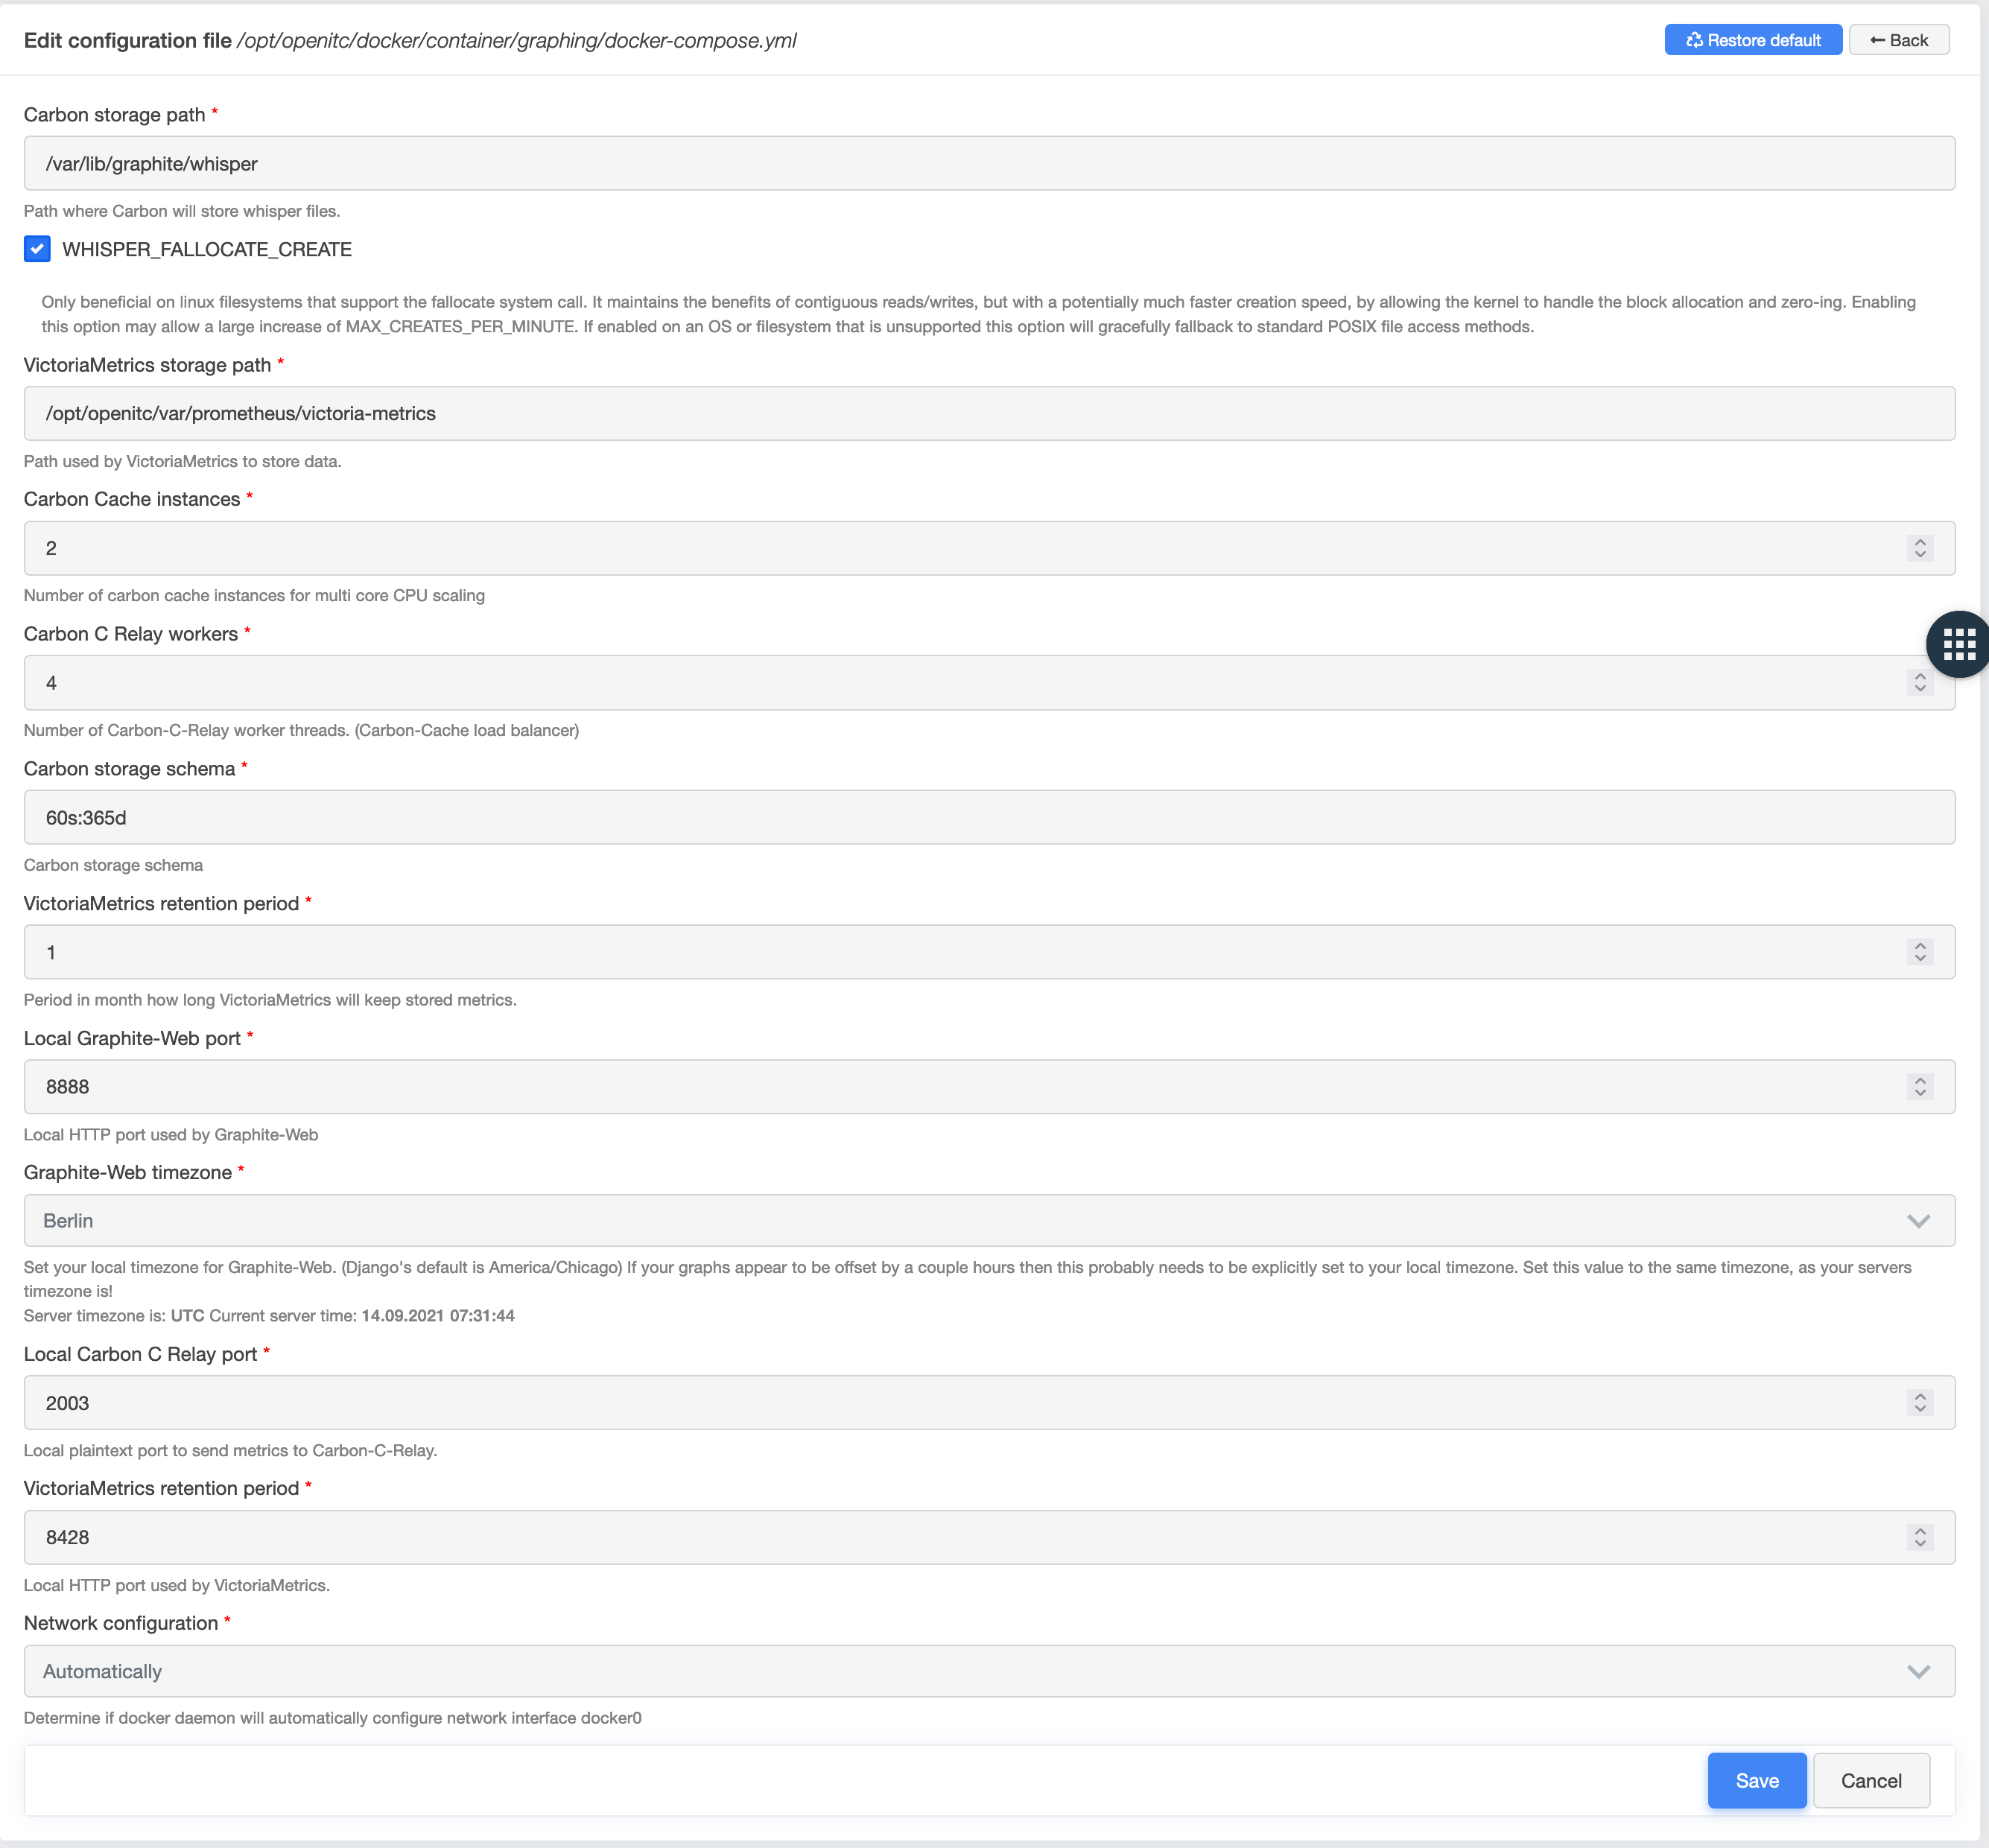 Edit configuration file /opt/openitc/docker/container/graphing/docker-compose.yml
Restore default
Back
Carbon storage path *
/var/lib/graphite/whisper
Path where Carbon will store whisper files.
WHISPER_FALLOCATE_CREATE
Only beneficial on linux filesystems that support the fallocate system call. It maintains the benefits of contiguous reads/writes, but with a potentially much faster creation speed, by allowing the kernel to handle the block allocation and zero-ing. Enabling
this option may allow a large increase of MAX_CREATES_PER_MINUTE. If enabled on an OS or filesystem that is unsupported this option will gracefully fallback to standard POSIX file access methods.
VictoriaMetrics storage path *
/opt/openitc/var/prometheus/victoria-metrics
Path used by VictoriaMetrics to store data.
Carbon Cache instances *
2
Number of carbon cache instances for multi core CPU scaling
Carbon C Relay workers *
4
Number of Carbon-C-Relay worker threads. (Carbon-Cache load balancer)
Carbon storage schema *
60s:365d
Carbon storage schema
VictoriaMetrics retention period *
1
Period in month how long VictoriaMetrics will keep stored metrics.
Local Graphite-Web port *
8888
Local HTTP port used by Graphite-Web
Graphite-Web timezone *
Berlin
Set your local timezone for Graphite-Web. (Django's default is America/Chicago) If your graphs appear to be offset by a couple hours then this probably needs to be explicitly set to your local timezone. Set this value to the same timezone, as your servers
timezone is!
Server timezone is: UTC Current server time: 14.09.2021 07:31:44
Local Carbon C Relay port *
2003
Local plaintext port to send metrics to Carbon-C-Relay.
VictoriaMetrics retention period *
8428
Local HTTP port used by VictoriaMetrics.
Network configuration *
Automatically
Determine if docker daemon will automatically configure network interface docker0
Save
Cancel